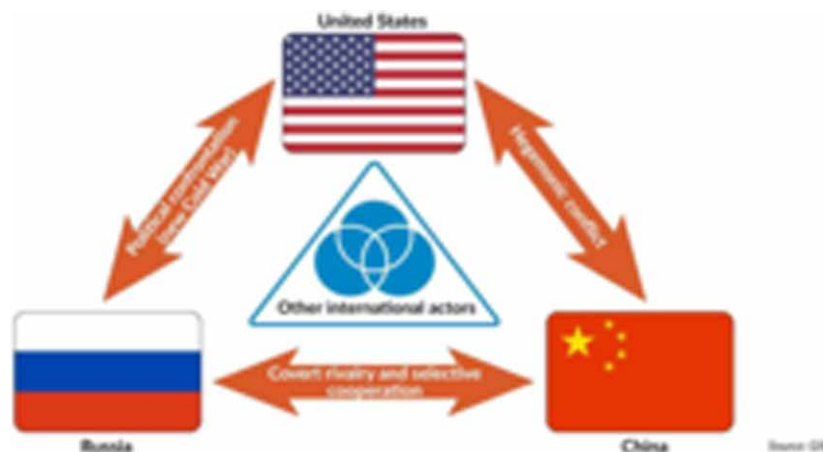 United States
Political confrontation
(new Cold War)
Hegemonic conflict
Other international actors
Covert rivalry and selective
cooperation
Russia
China
Source: